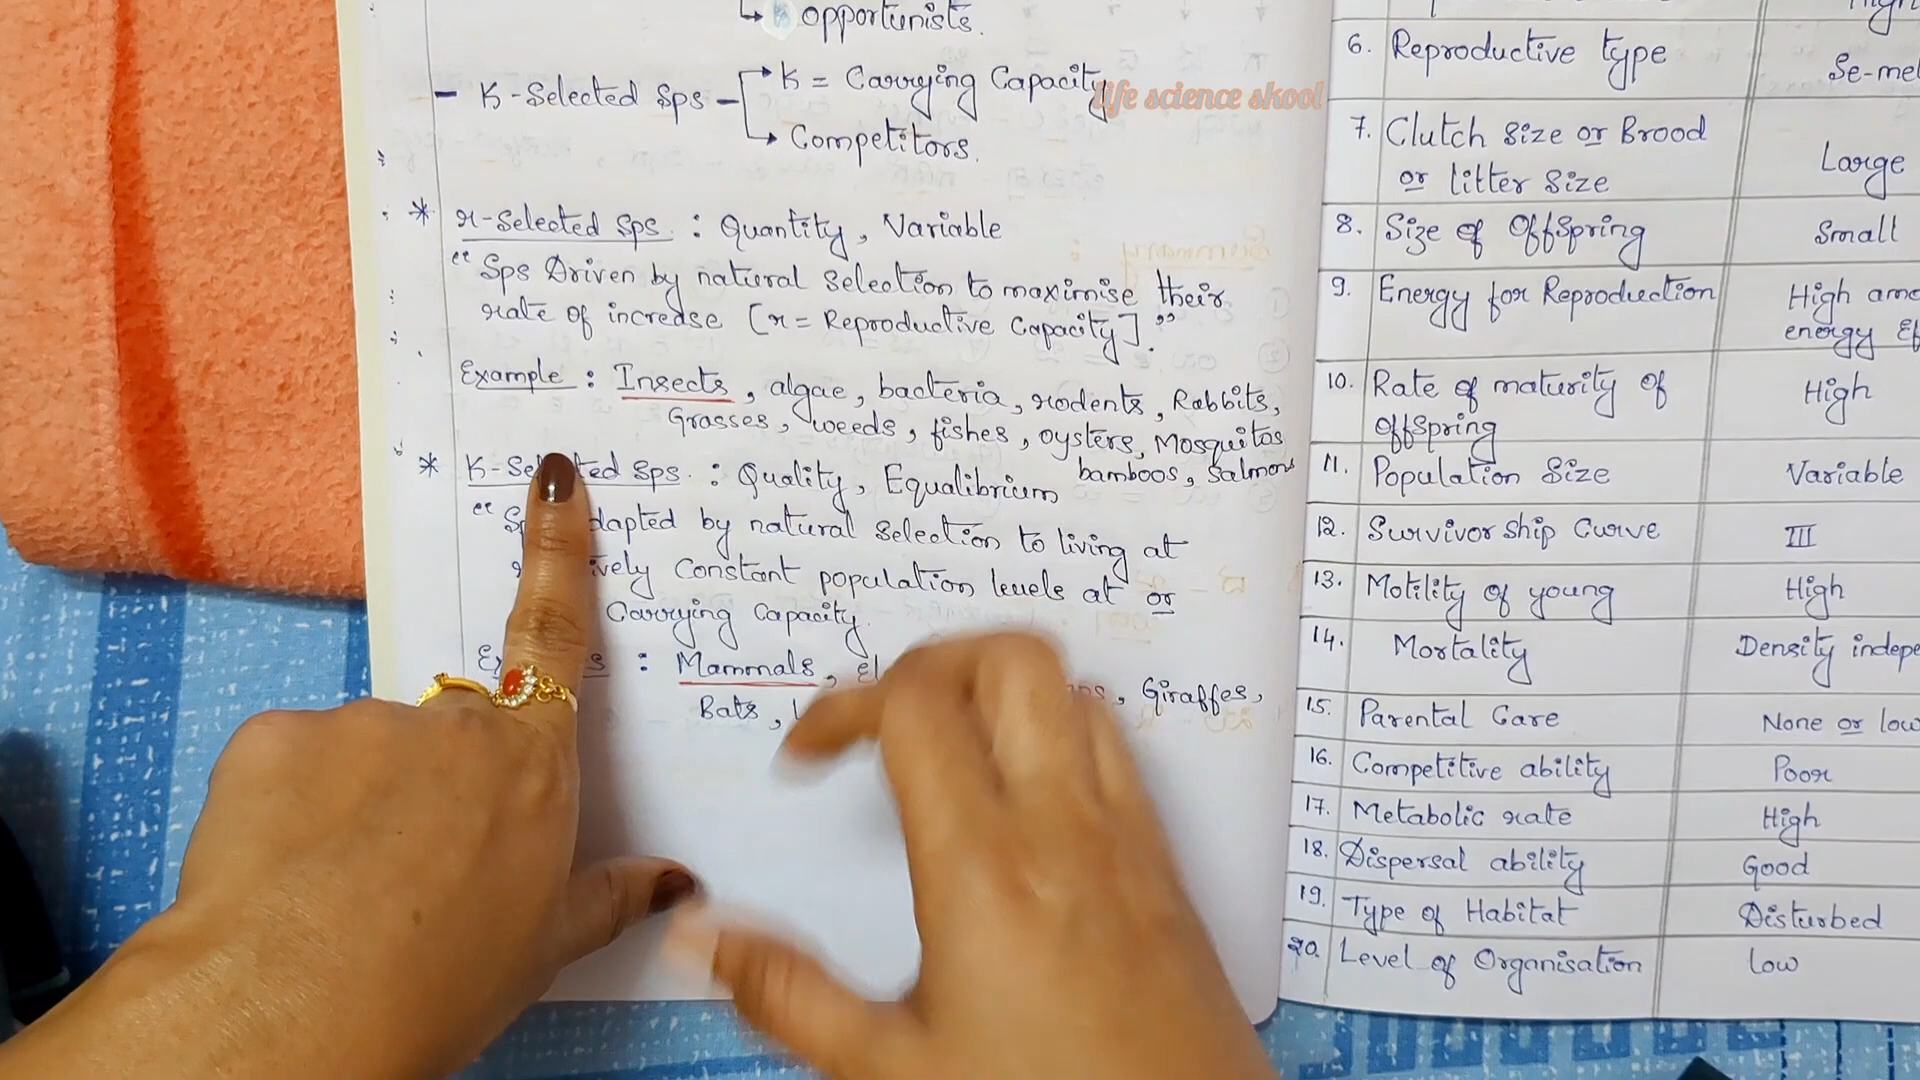 ↳ opportunists.
- K-Selected Sps → K = Carrying Capacity
→ Competitors.
life science skool
* r-Selected Sps : Quantity, Variable
"Sps Driven by natural Selection to maximise their
rate of increase [r = Reproductive Capacity]."
Example : Insects, algae, bacteria, rodents, Rabbits,
Grasses, weeds, fishes, oysters, Mosquitos
bamboos, Salmons
* K-Selected Sps : Quality, Equalibrium
by natural Selection to living at
Constant population levels at or
Carrying Capacity.
: Mammals,
Giraffes,
Bats,
6. Reproductive type
7. Clutch Size or Brood Large
or litter Size
8. Size of Offspring Small
9. Energy for Reproduction High
energy
10. Rate of maturity of High
offspring
11. Population Size Variable
12. Survivor Ship Curve III
13. Motility of young High
14. Mortality Density
15. Parental Care None or low
16. Competitive ability Poor
17. Metabolic rate High
18. Dispersal ability Good
19. Type of Habitat Disturbed
20. Level of Organisation low